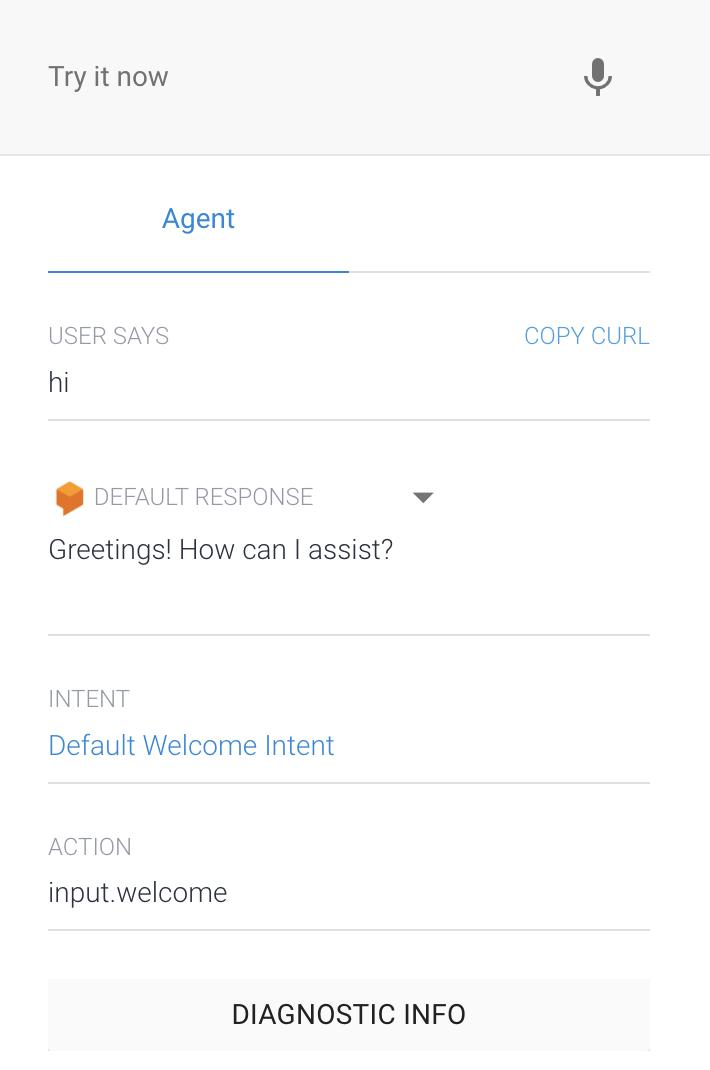 Try it now
Agent
USER SAYS COPY CURL
hi
DEFAULT RESPONSE
Greetings! How can I assist?
INTENT
Default Welcome Intent
ACTION
input.welcome
DIAGNOSTIC INFO